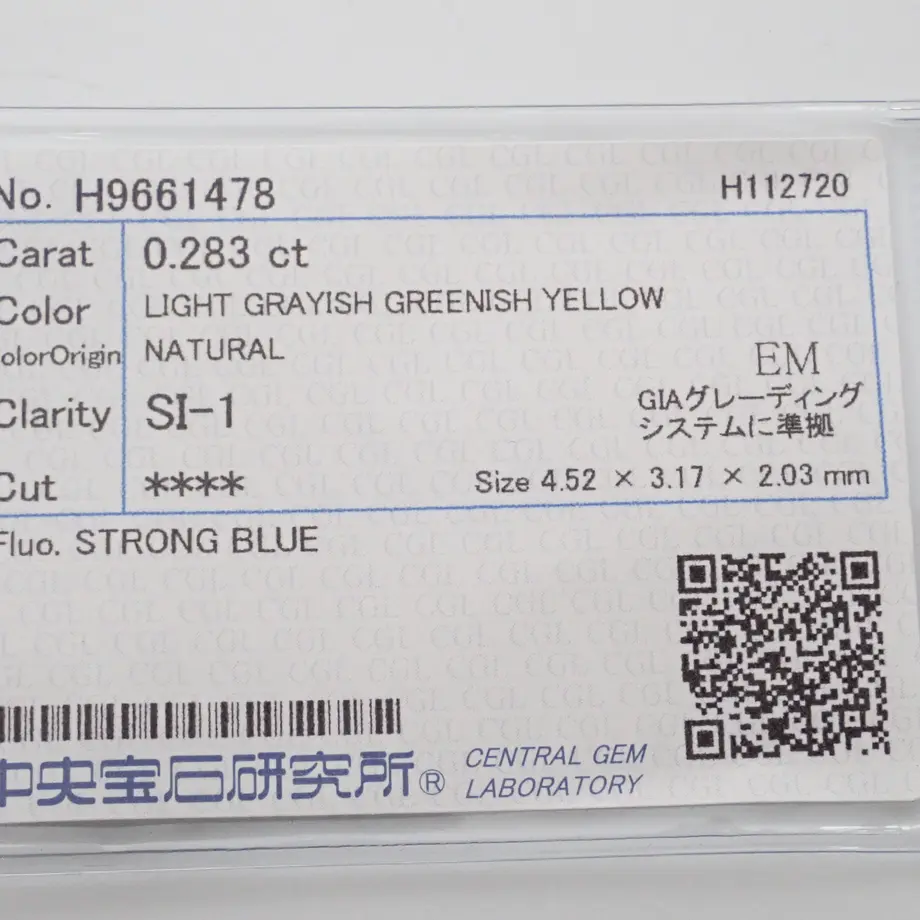 No. H9661478 H112720
Carat 0.283 ct
Color LIGHT GRAYISH GREENISH YELLOW
olorOrigin NATURAL
EM
Clarity SI-1
GIAグレーディング
システムに準拠
Cut **** Size 4.52 × 3.17 × 2.03 mm
Fluo. STRONG BLUE
中央宝石研究所® CENTRAL GEM
LABORATORY